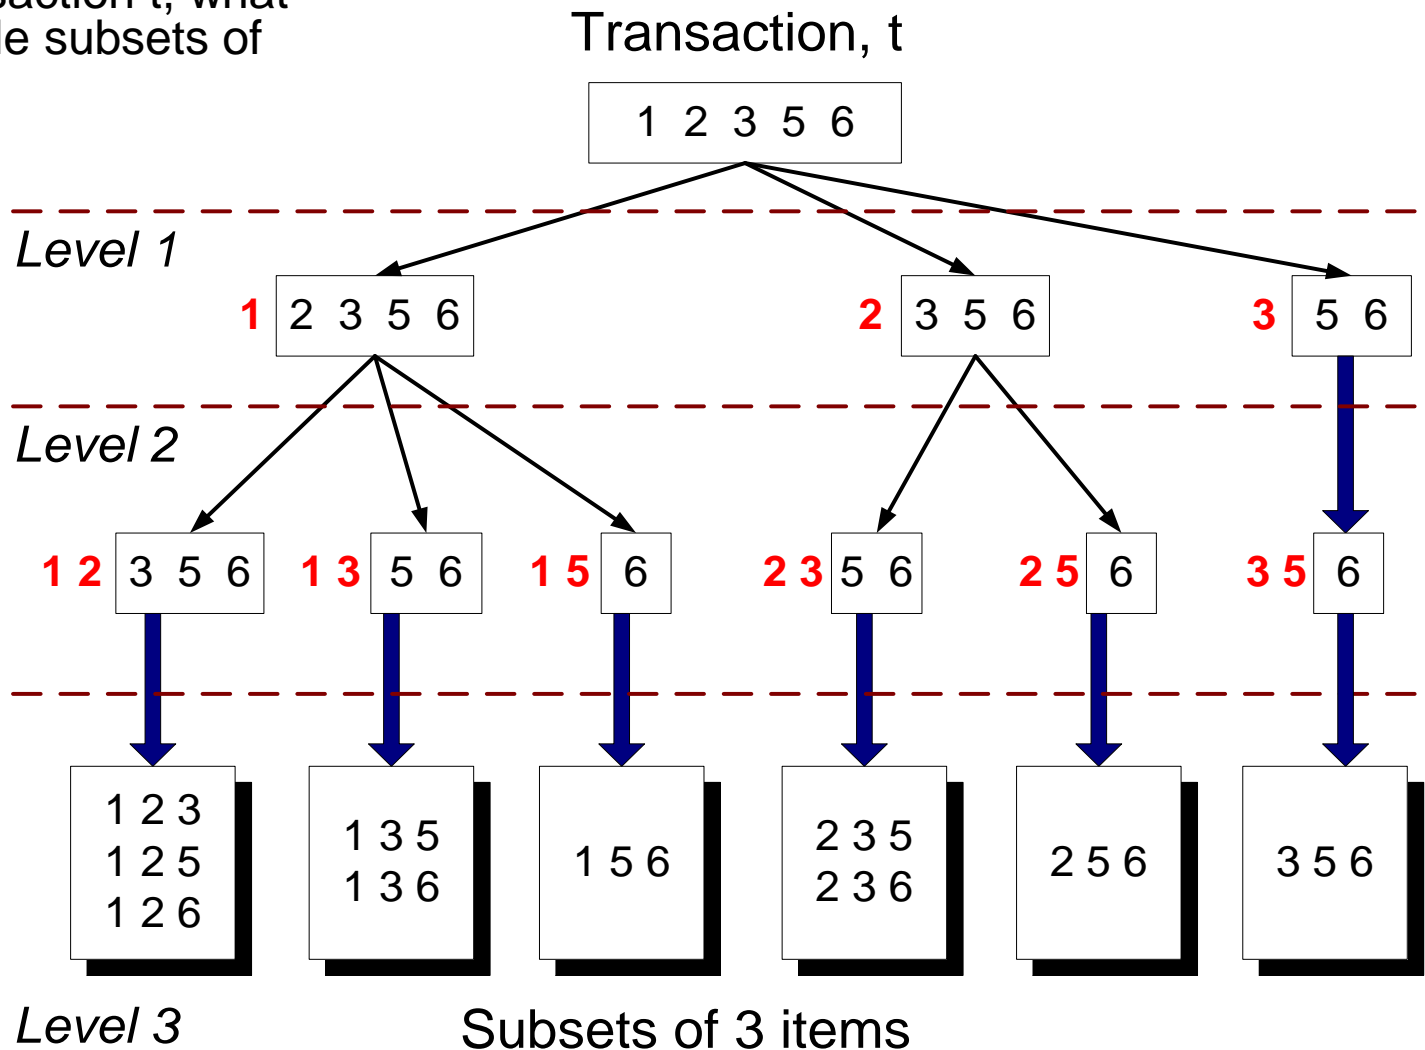 saction t, what
le subsets of
Transaction, t
1 2 3 5 6
Level 1
1 2 3 5 6
2 3 5 6
3 5 6
Level 2
1 2 3 5 6
1 3 5 6
1 5 6
2 3 5 6
2 5 6
3 5 6
1 2 3
1 2 5
1 2 6
1 3 5
1 3 6
1 5 6
2 3 5
2 3 6
2 5 6
3 5 6
Level 3
Subsets of 3 items